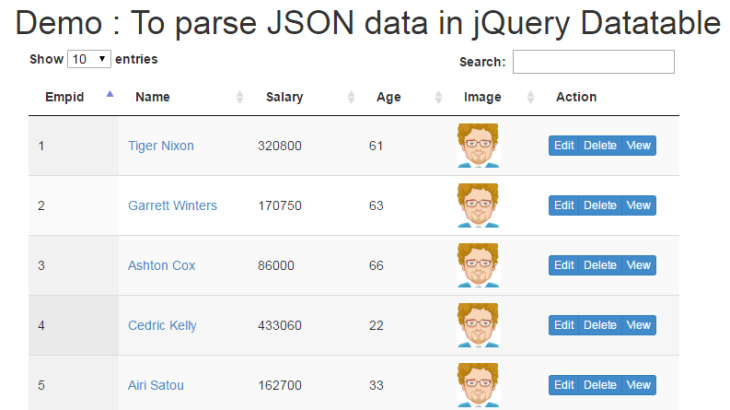 Demo : To parse JSON data in jQuery Datatable
Show 10 entries Search:
Empid Name Salary Age Image Action
1 Tiger Nixon 320800 61 Edit Delete View
2 Garrett Winters 170750 63 Edit Delete View
3 Ashton Cox 86000 66 Edit Delete View
4 Cedric Kelly 433060 22 Edit Delete View
5 Airi Satou 162700 33 Edit Delete View